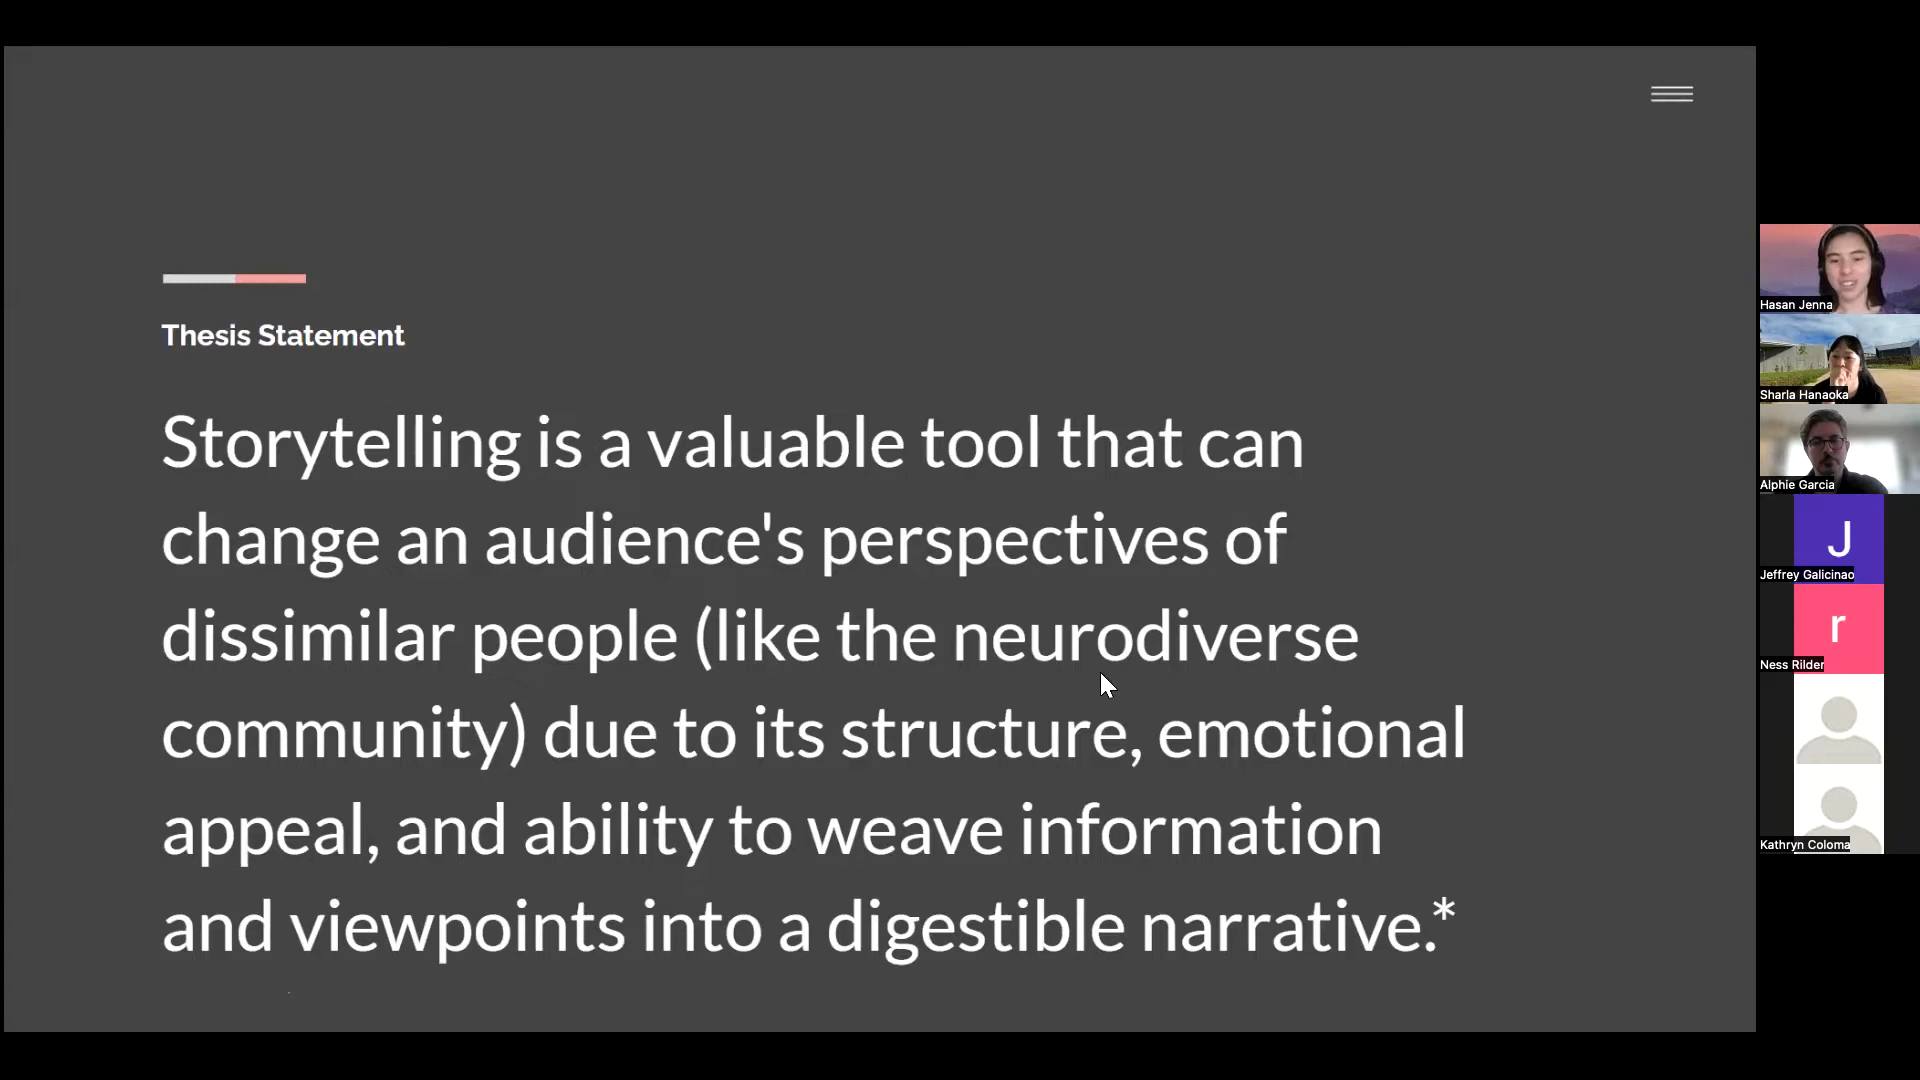 Thesis Statement
Storytelling is a valuable tool that can
change an audience's perspectives of
dissimilar people (like the neurodiverse
community) due to its structure, emotional
appeal, and ability to weave information
and viewpoints into a digestible narrative.*
Hasan Jenna
Sharla Hanaoka
Alphie Garcia
J
Jeffrey Galicinao
r
Ness Rilder
Kathryn Coloma